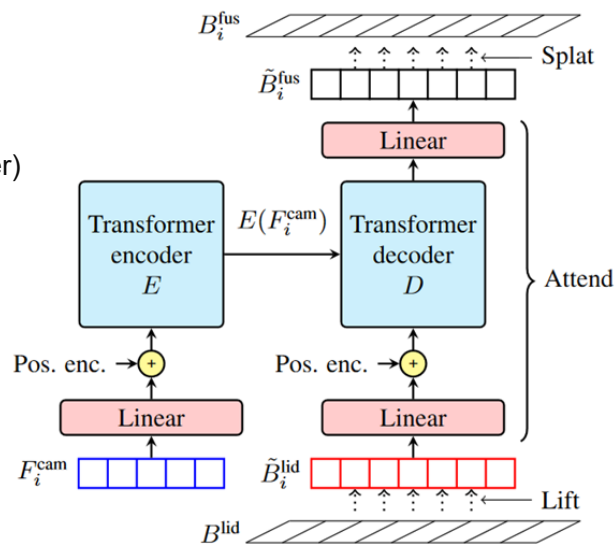 B_i^fus
Splat
B̃_i^fus
Linear
er)
Transformer
encoder
E
E(F_i^cam)
Transformer
decoder
D
Attend
Pos. enc.
+
Pos. enc.
+
Linear
Linear
F_i^cam
B̃_i^lid
Lift
B^lid